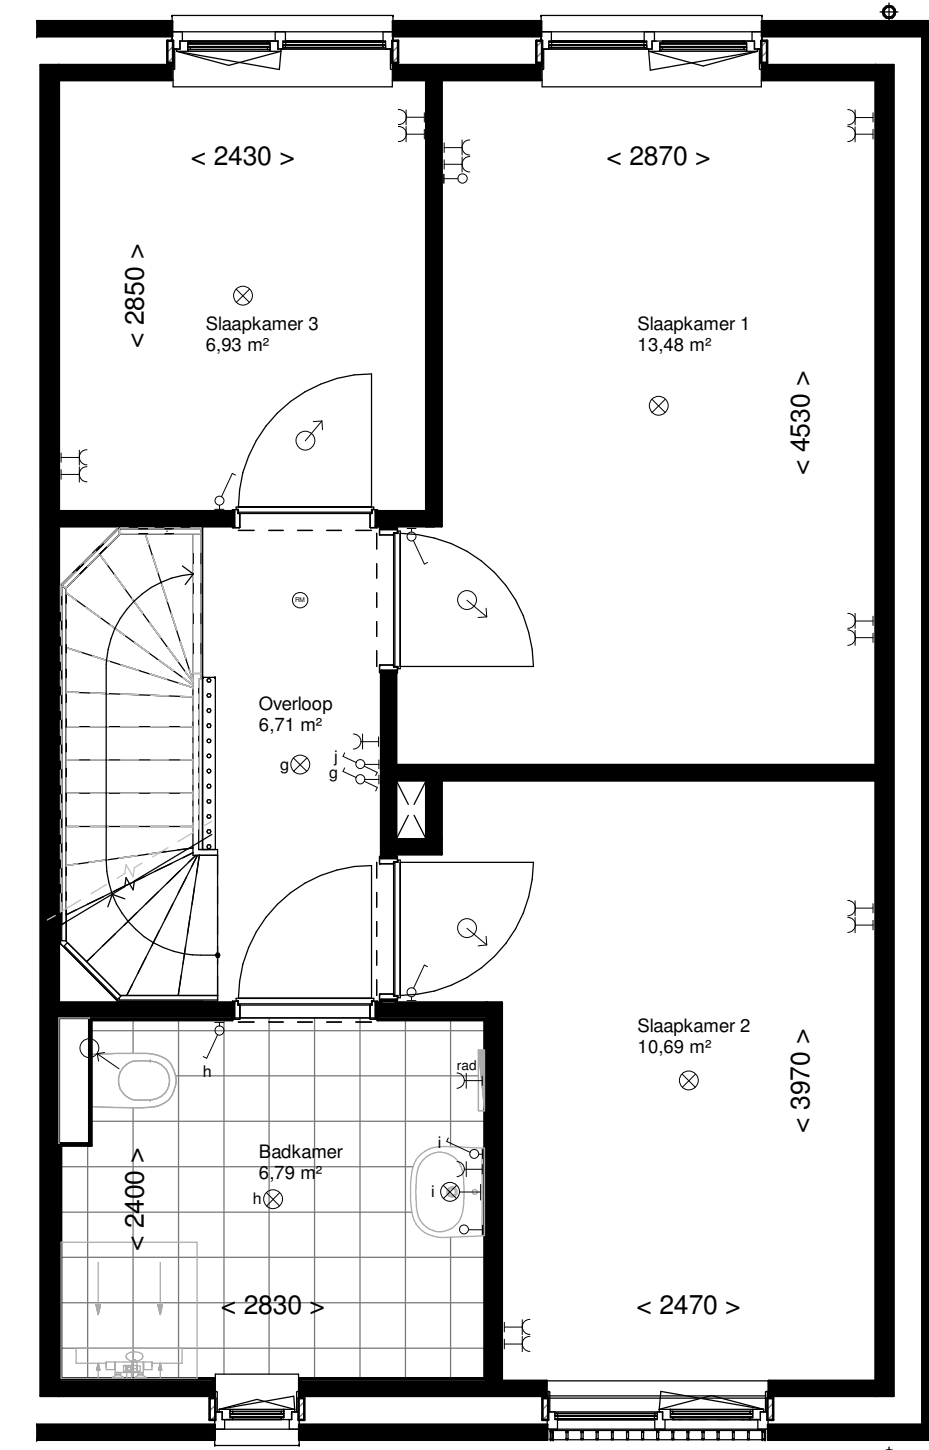 < 2430 >
< 2870 >
< 2850 >
Slaapkamer 3
6,93 m²
Slaapkamer 1
13,48 m²
< 4530 >
RM
Overloop
6,71 m²
g
j
g
Slaapkamer 2
10,69 m²
< 3970 >
h
rad
Badkamer
6,79 m²
h
i
i
< 2400 >
< 2830 >
< 2470 >